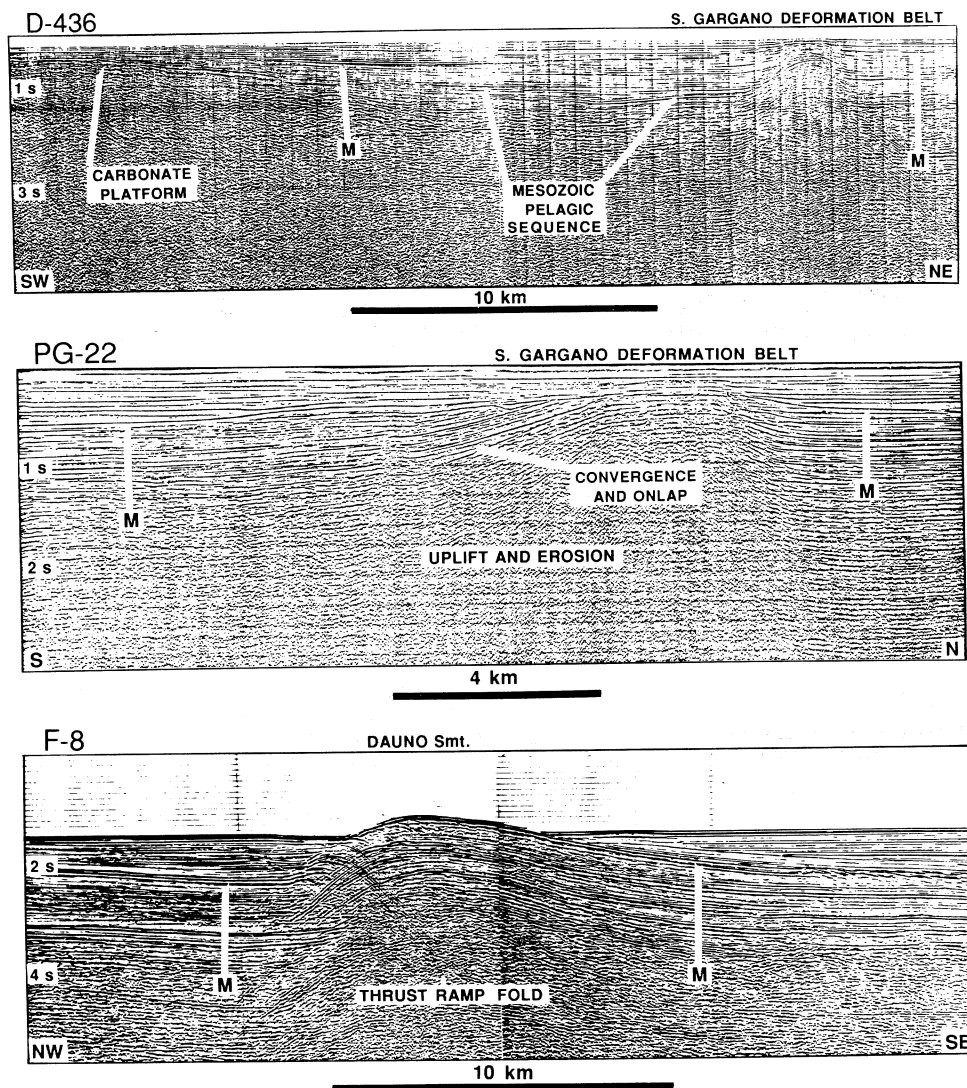 D-436
S. GARGANO DEFORMATION BELT
1 s
M
M
CARBONATE
PLATFORM
3 s
MESOZOIC
PELAGIC
SEQUENCE
SW
NE
10 km
PG-22
S. GARGANO DEFORMATION BELT
1 s
CONVERGENCE
AND ONLAP
M
M
UPLIFT AND EROSION
2 s
S
N
4 km
F-8
DAUNO Smt.
2 s
4 s
M
M
THRUST RAMP FOLD
NW
SE
10 km